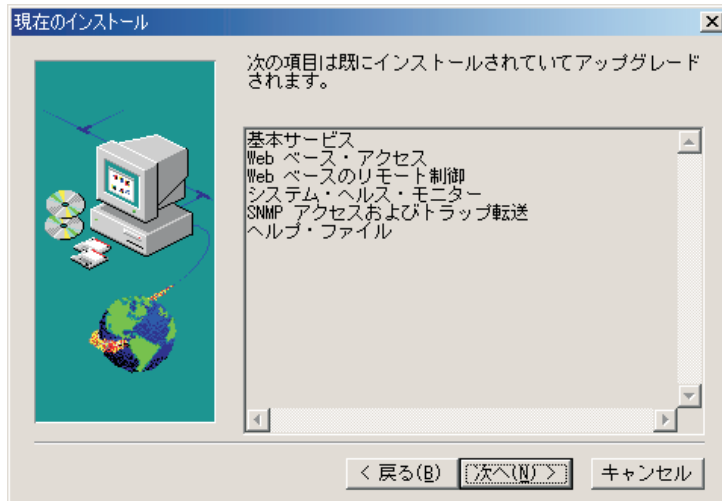 現在のインストール
次の項目は既にインストールされていてアップグレード
されます。
基本サービス
Web ベース・アクセス
Web ベースのリモート制御
システム・ヘルス・モニター
SNMP アクセスおよびトラップ転送
ヘルプ・ファイル
< 戻る(B)
次へ(N) >
キャンセル